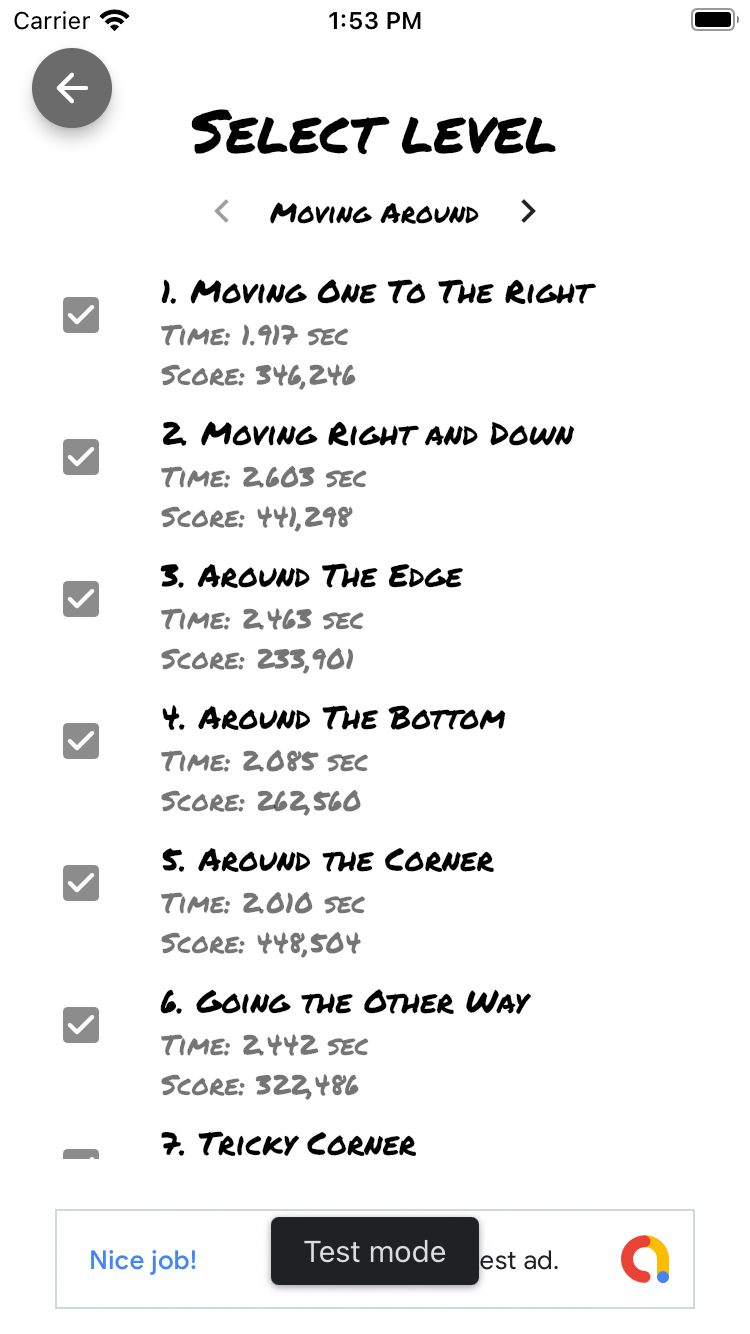 Carrier 1:53 PM
Select level
Moving Around
1. Moving One To The Right
Time: 1.917 sec
Score: 346,246
2. Moving Right and Down
Time: 2.603 sec
Score: 441,298
3. Around The Edge
Time: 2.463 sec
Score: 233,901
4. Around The Bottom
Time: 2.085 sec
Score: 262,560
5. Around the Corner
Time: 2.010 sec
Score: 448,504
6. Going the Other Way
Time: 2.442 sec
Score: 322,486
7. Tricky Corner
Nice job! Test mode est ad.